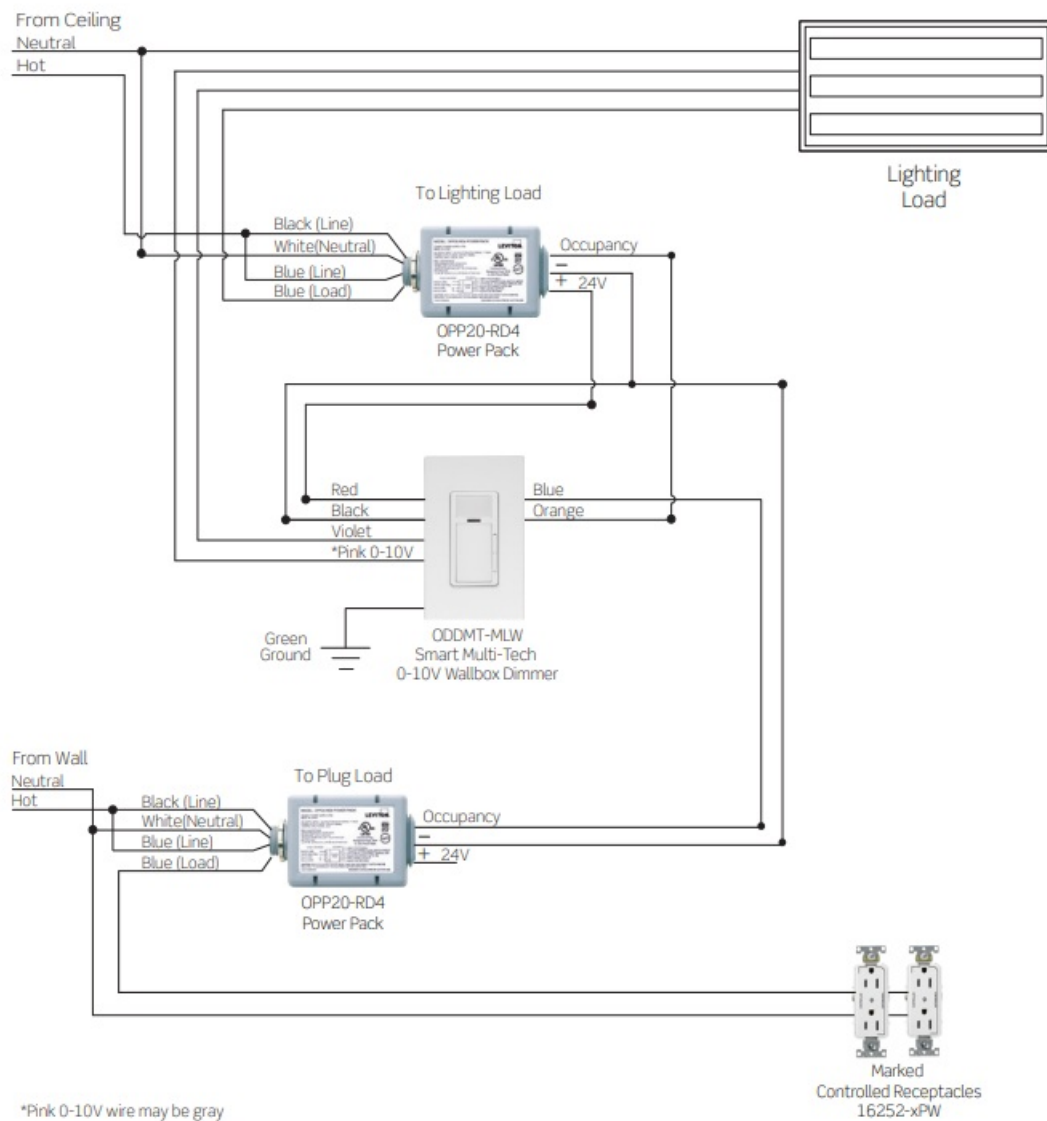 From Ceiling
Neutral
Hot
Lighting
Load
To Lighting Load
Black (Line)
White(Neutral)
Blue (Line)
Blue (Load)
LEVITON
Occupancy
−
+ 24V
OPP20-RD4
Power Pack
Red
Black
Violet
*Pink 0-10V
Blue
Orange
Green
Ground
ODDMT-MLW
Smart Multi-Tech
0-10V Wallbox Dimmer
From Wall
Neutral
Hot
To Plug Load
Black (Line)
White(Neutral)
Blue (Line)
Blue (Load)
LEVITON
Occupancy
−
+ 24V
OPP20-RD4
Power Pack
Marked
Controlled Receptacles
16252-xPW
*Pink 0-10V wire may be gray